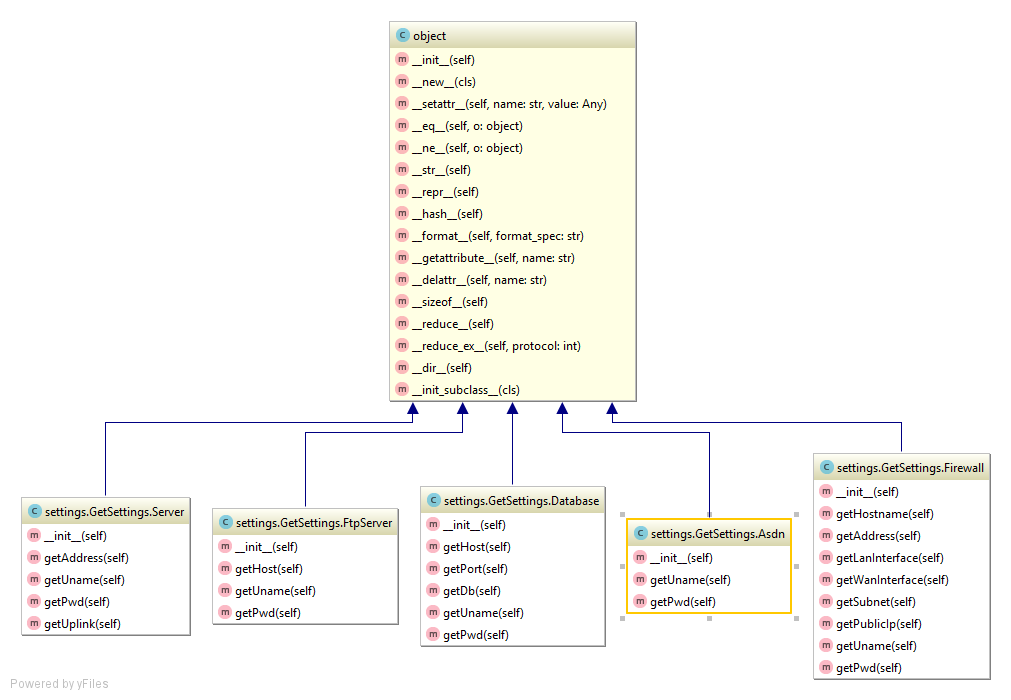 C object
m __init__(self)
m __new__(cls)
m __setattr__(self, name: str, value: Any)
m __eq__(self, o: object)
m __ne__(self, o: object)
m __str__(self)
m __repr__(self)
m __hash__(self)
m __format__(self, format_spec: str)
m __getattribute__(self, name: str)
m __delattr__(self, name: str)
m __sizeof__(self)
m __reduce__(self)
m __reduce_ex__(self, protocol: int)
m __dir__(self)
m __init_subclass__(cls)
C settings.GetSettings.Server
m __init__(self)
m getAddress(self)
m getUname(self)
m getPwd(self)
m getUplink(self)
C settings.GetSettings.FtpServer
m __init__(self)
m getHost(self)
m getUname(self)
m getPwd(self)
C settings.GetSettings.Database
m __init__(self)
m getHost(self)
m getPort(self)
m getDb(self)
m getUname(self)
m getPwd(self)
C settings.GetSettings.Asdn
m __init__(self)
m getUname(self)
m getPwd(self)
C settings.GetSettings.Firewall
m __init__(self)
m getHostname(self)
m getAddress(self)
m getLanInterface(self)
m getWanInterface(self)
m getSubnet(self)
m getPublicIp(self)
m getUname(self)
m getPwd(self)
Powered by yFiles